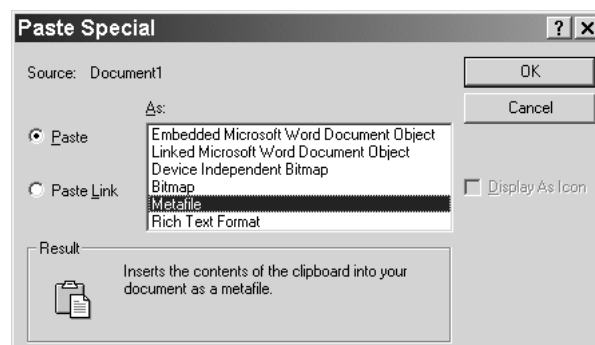 Paste Special
Source: Document1
OK
As:
Cancel
Paste
Embedded Microsoft Word Document Object
Linked Microsoft Word Document Object
Device Independent Bitmap
Paste Link
Bitmap
Display As Icon
Metafile
Rich Text Format
Result
Inserts the contents of the clipboard into your
document as a metafile.